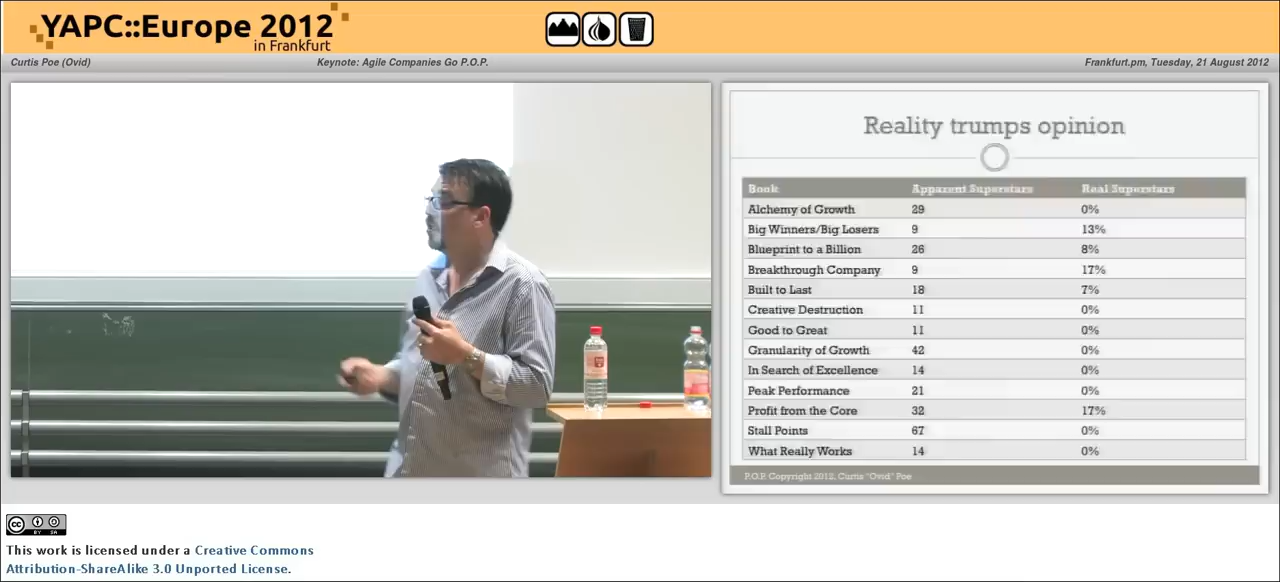 YAPC::Europe 2012
in Frankfurt
Curtis Poe (Ovid) Keynote: Agile Companies Go P.O.P. Frankfurt.pm, Tuesday, 21 August 2012
Reality trumps opinion
Book Apparent Superstars Real Superstars
Alchemy of Growth 29 0%
Big Winners/Big Losers 9 13%
Blueprint to a Billion 26 8%
Breakthrough Company 9 17%
Built to Last 18 7%
Creative Destruction 11 0%
Good to Great 11 0%
Granularity of Growth 42 0%
In Search of Excellence 14 0%
Peak Performance 21 0%
Profit from the Core 32 17%
Stall Points 67 0%
What Really Works 14 0%
P.O.P. Copyright 2012, Curtis "Ovid" Poe
cc BY SA
This work is licensed under a Creative Commons
Attribution-ShareAlike 3.0 Unported License.